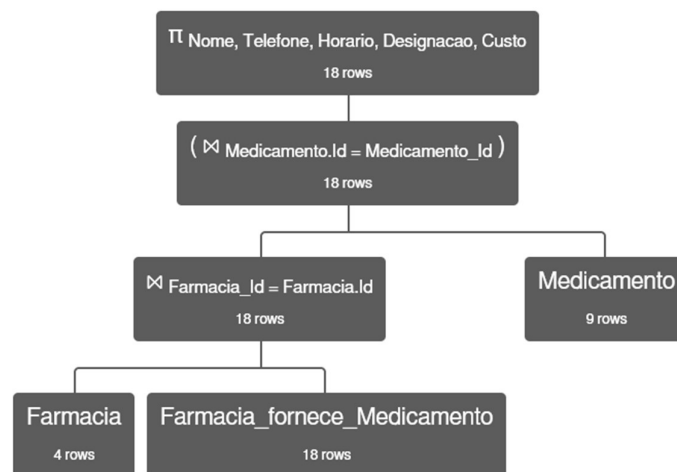 π Nome, Telefone, Horario, Designacao, Custo
18 rows
( ⋈ Medicamento.Id = Medicamento_Id )
18 rows
⋈ Farmacia_Id = Farmacia.Id
18 rows
Medicamento
9 rows
Farmacia
4 rows
Farmacia_fornece_Medicamento
18 rows